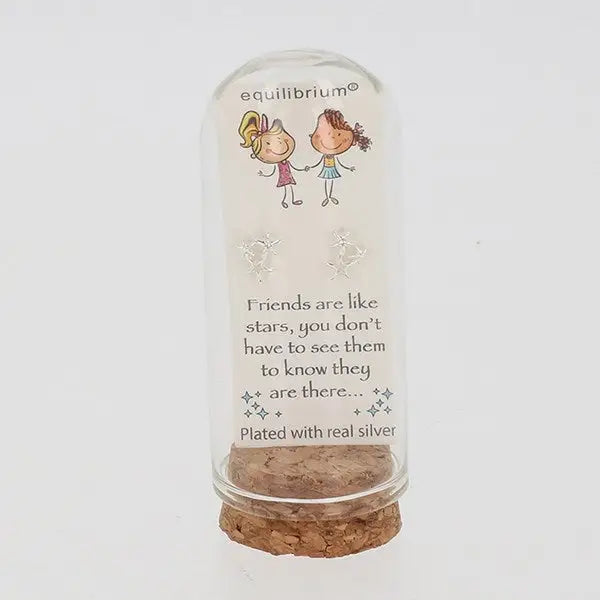 equilibrium®
Friends are like
stars, you don't
have to see them
to know they
are there...
Plated with real silver